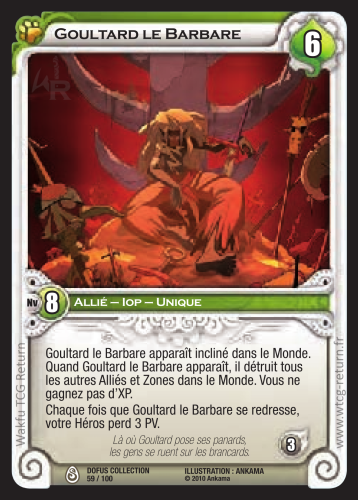 Goultard le Barbare
6
Nv 8 Allié – Iop – Unique
Goultard le Barbare apparaît incliné dans le Monde.
Quand Goultard le Barbare apparaît, il détruit tous
les autres Alliés et Zones dans le Monde. Vous ne
gagnez pas d'XP.
Chaque fois que Goultard le Barbare se redresse,
votre Héros perd 3 PV.
Là où Goultard pose ses panards,
les gens se ruent sur les brancards.
3
DOFUS COLLECTION
59 / 100
ILLUSTRATION : ANKAMA
© 2010 Ankama
Wakfu TCG Return
www.wtcg-return.fr